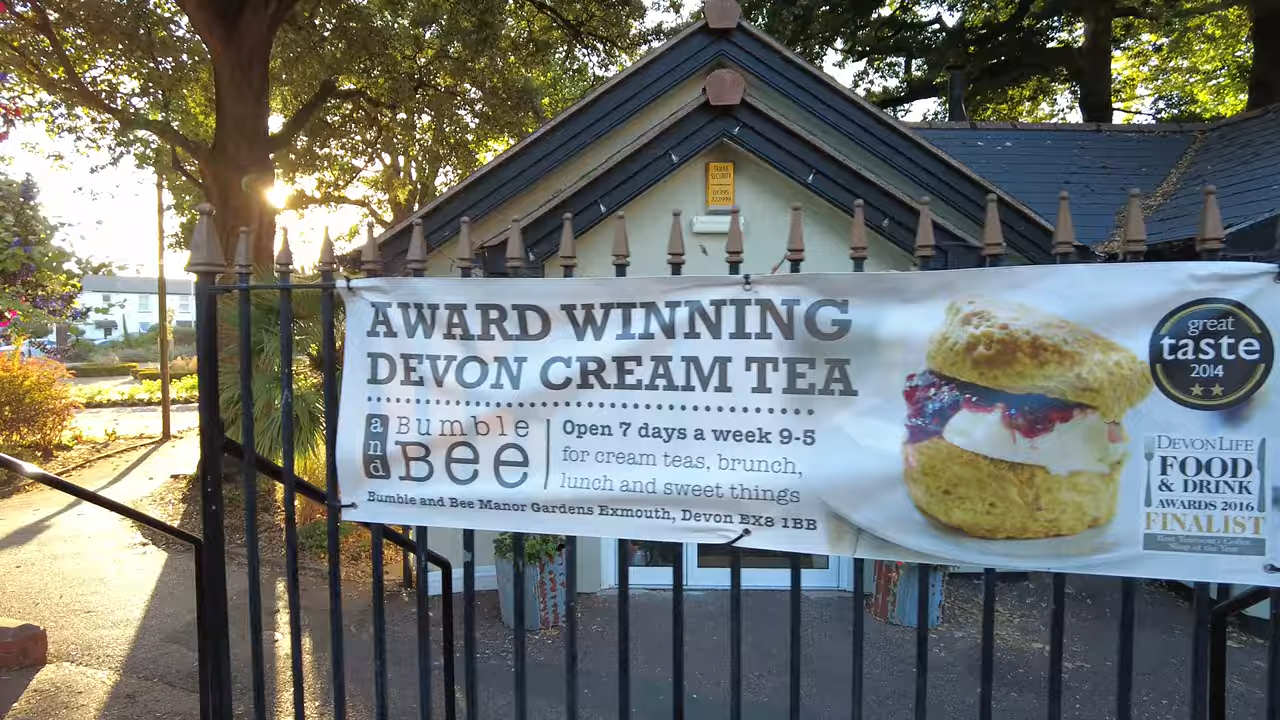 TAMAR
SECURITY
AWARD WINNING
DEVON CREAM TEA
and
Bumble
Bee
Open 7 days a week 9-5
for cream teas, brunch,
lunch and sweet things
Bumble and Bee Manor Gardens Exmouth, Devon EX8 1BB
great
taste
2014
DEVON LIFE
FOOD
& DRINK
AWARDS 2016
FINALIST